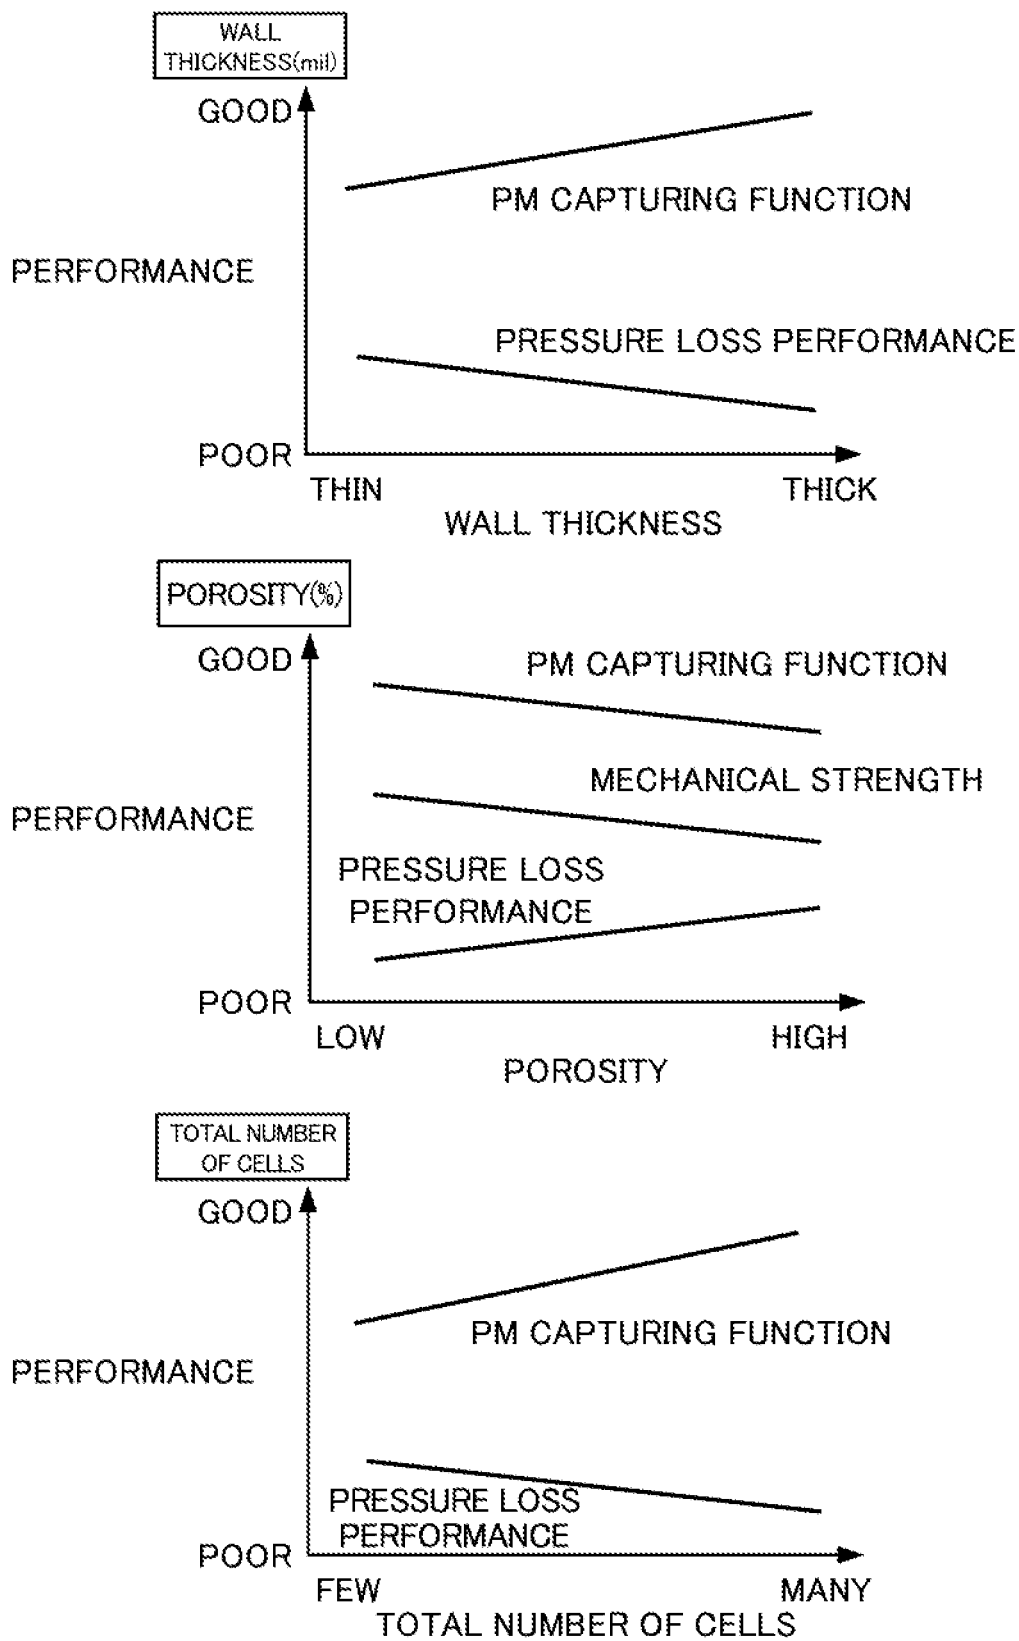 WALL
THICKNESS(mil)
GOOD
PM CAPTURING FUNCTION
PERFORMANCE
PRESSURE LOSS PERFORMANCE
POOR
THIN
THICK
WALL THICKNESS
POROSITY(%)
GOOD
PM CAPTURING FUNCTION
MECHANICAL STRENGTH
PERFORMANCE
PRESSURE LOSS
PERFORMANCE
POOR
LOW
HIGH
POROSITY
TOTAL NUMBER
OF CELLS
GOOD
PM CAPTURING FUNCTION
PERFORMANCE
PRESSURE LOSS
PERFORMANCE
POOR
FEW
MANY
TOTAL NUMBER OF CELLS